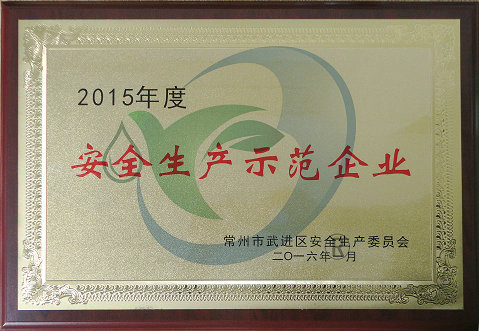 2015年度
安全生产示范企业
常州市武进区安全生产委员会
二〇一六年 月